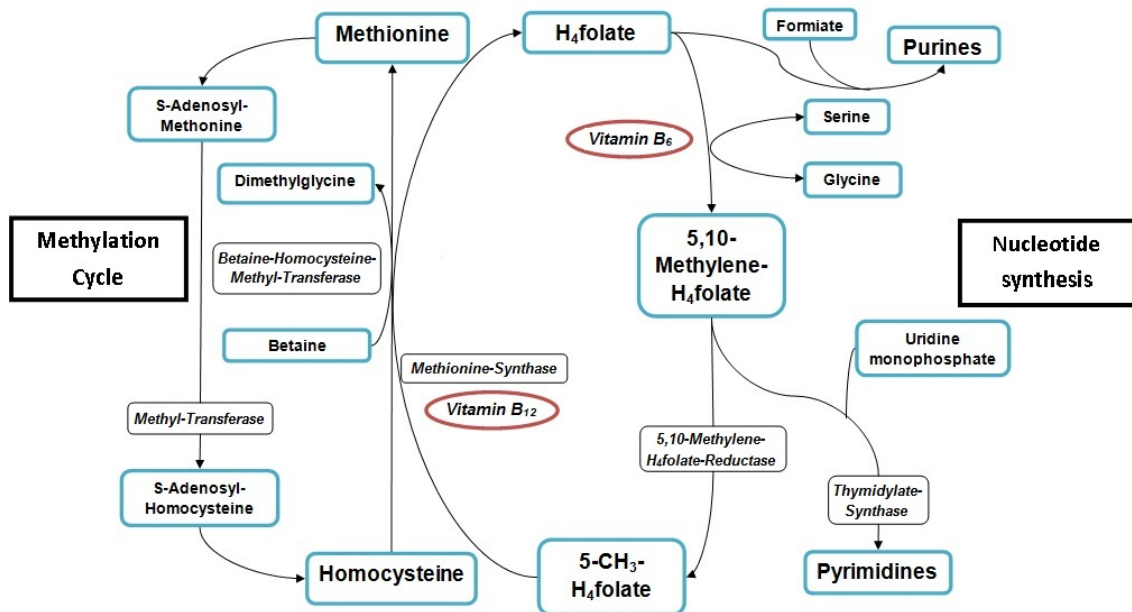 Methionine
H₄folate
Formiate
Purines
S-Adenosyl-
Methonine
Vitamin B₆
Serine
Dimethylglycine
Glycine
Methylation
Cycle
Betaine-Homocysteine-
Methyl-Transferase
5,10-
Methylene-
H₄folate
Nucleotide
synthesis
Betaine
Uridine
monophosphate
Methionine-Synthase
Vitamin B₁₂
Methyl-Transferase
5,10-Methylene-
H₄folate-Reductase
S-Adenosyl-
Homocysteine
Thymidylate-
Synthase
Homocysteine
5-CH₃-
H₄folate
Pyrimidines